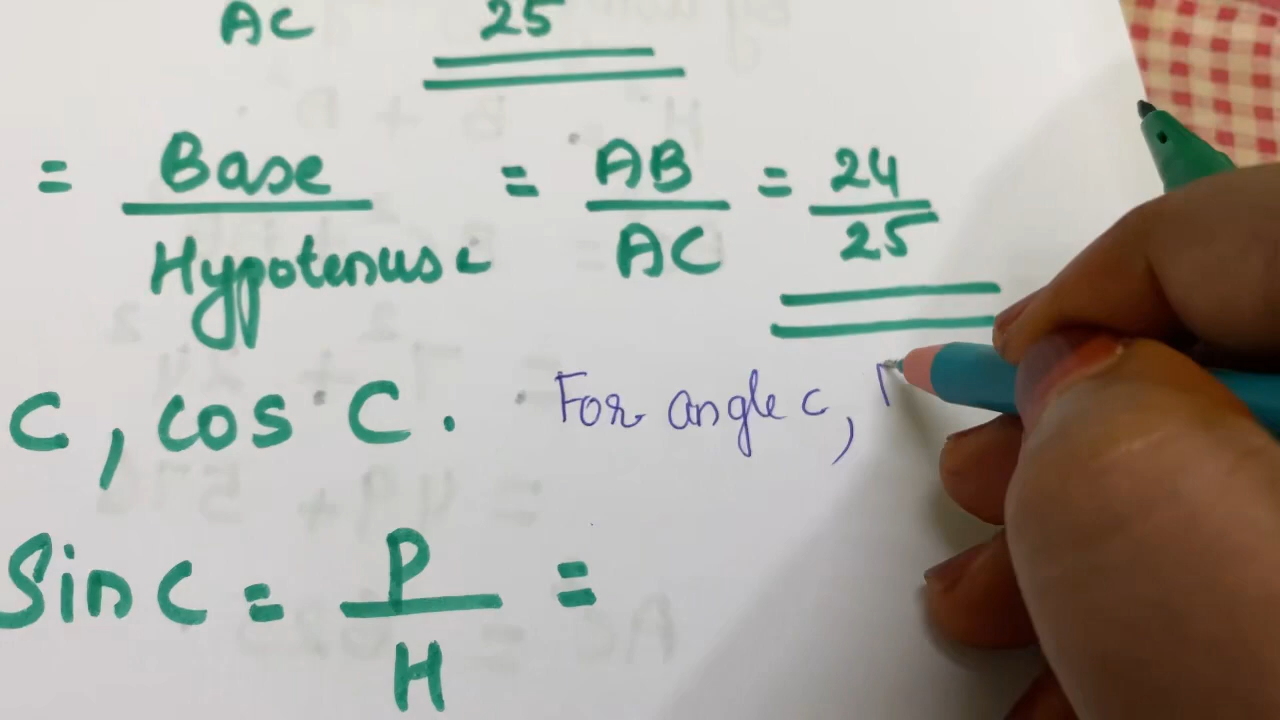 AC 25
= Base / Hypotenuse = AB / AC = 24 / 25
C, cos C. For angle c,
Sin C = P / H =